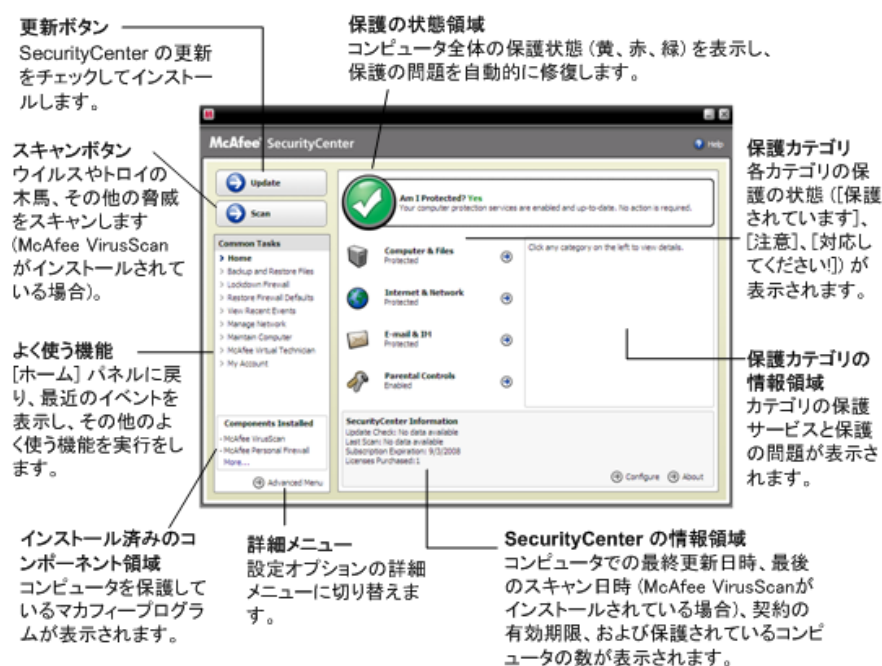 更新ボタン
SecurityCenter の更新
をチェックしてインストー
ルします。
保護の状態領域
コンピュータ全体の保護状態 (黄、赤、緑) を表示し、
保護の問題を自動的に修復します。
スキャンボタン
ウイルスやトロイの
木馬、その他の脅威
をスキャンします
(McAfee VirusScan
がインストールされて
いる場合)。
よく使う機能
[ホーム] パネルに戻
り、最近のイベントを
表示し、その他のよ
く使う機能を実行をし
ます。
インストール済みのコ
ンポーネント領域
コンピュータを保護して
いるマカフィープログラ
ムが表示されます。
McAfee SecurityCenter
Help
Update
Scan
Common Tasks
Home
Backup and Restore Files
Lockdown Firewall
Restore Firewall Defaults
View Recent Events
Manage Network
Maintain Computer
McAfee Virtual Technician
My Account
Components Installed
- McAfee VirusScan
- McAfee Personal Firewall
More...
Advanced Menu
Am I Protected? Yes
Your computer protection services are enabled and up-to-date. No action is required.
Computer & Files
Protected
Internet & Network
Protected
E-mail & IM
Protected
Parental Controls
Enabled
Click any category on the left to view details.
SecurityCenter Information
Update Check: No data available
Last Scan: No data available
Subscription Expiration: 9/3/2008
Licenses Purchased: 1
Configure
About
保護カテゴリ
各カテゴリの保
護の状態 ([保護
されています]、
[注意]、[対応し
てください!]) が
表示されます。
保護カテゴリの
情報領域
カテゴリの保護
サービスと保護
の問題が表示さ
れます。
詳細メニュー
設定オプションの詳細
メニューに切り替えま
す。
SecurityCenter の情報領域
コンピュータでの最終更新日時、最後
のスキャン日時 (McAfee VirusScanが
インストールされている場合)、契約の
有効期限、および保護されているコンピ
ュータの数が表示されます。